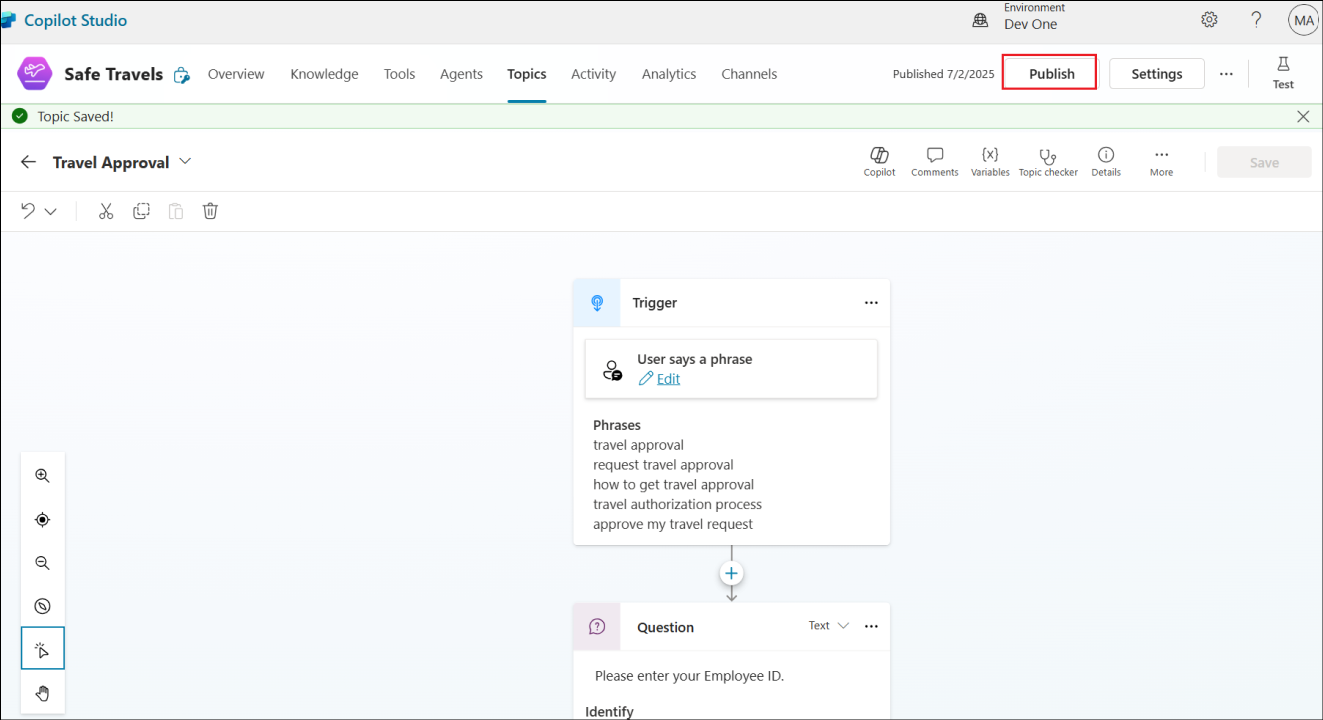 Copilot Studio
Environment
Dev One
MA
Safe Travels
Overview
Knowledge
Tools
Agents
Topics
Activity
Analytics
Channels
Published 7/2/2025
Publish
Settings
Test
Topic Saved!
Travel Approval
Copilot
Comments
{x}
Variables
Topic checker
Details
More
Save
Trigger
User says a phrase
Edit
Phrases
travel approval
request travel approval
how to get travel approval
travel authorization process
approve my travel request
Question
Text
Please enter your Employee ID.
Identify